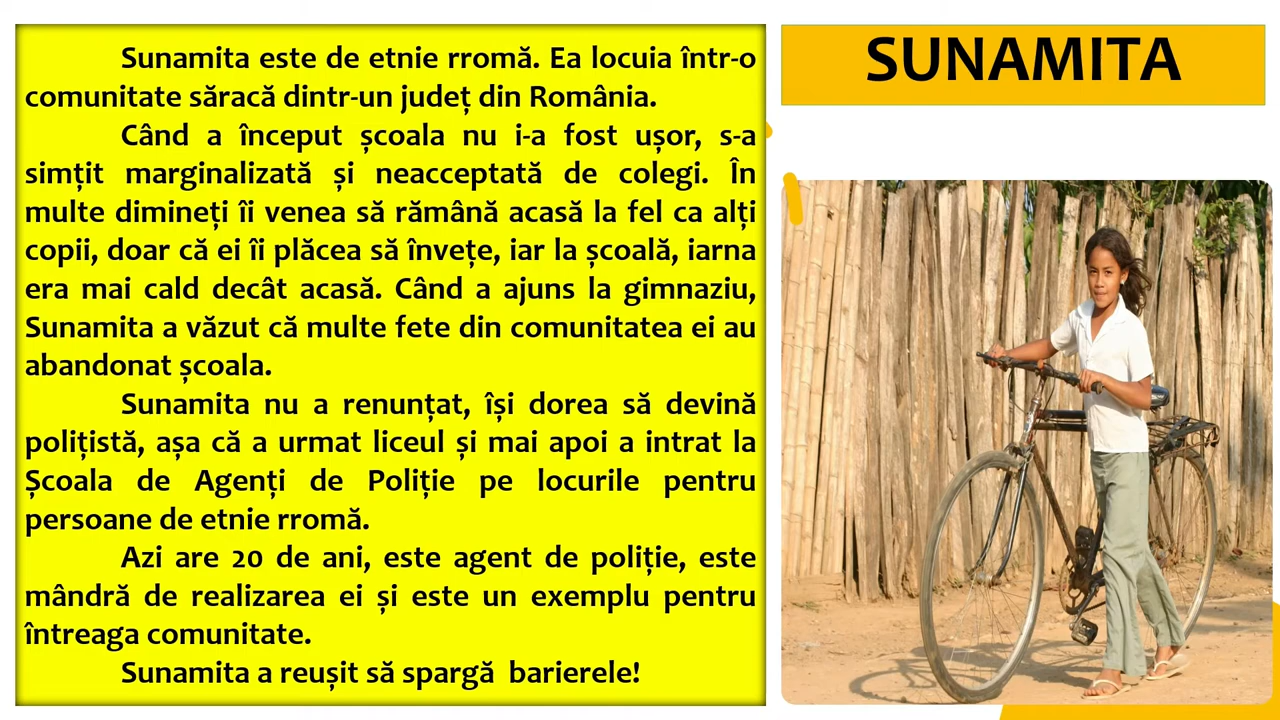 Sunamita este de etnie rromă. Ea locuia într-o
comunitate săracă dintr-un județ din România.
Când a început școala nu i-a fost ușor, s-a
simțit marginalizată și neacceptată de colegi. În
multe dimineți îi venea să rămână acasă la fel ca alți
copii, doar că ei îi plăcea să învețe, iar la școală, iarna
era mai cald decât acasă. Când a ajuns la gimnaziu,
Sunamita a văzut că multe fete din comunitatea ei au
abandonat școala.
Sunamita nu a renunțat, își dorea să devină
polițistă, așa că a urmat liceul și mai apoi a intrat la
Școala de Agenți de Poliție pe locurile pentru
persoane de etnie rromă.
Azi are 20 de ani, este agent de poliție, este
mândră de realizarea ei și este un exemplu pentru
întreaga comunitate.
Sunamita a reușit să spargă barierele!
SUNAMITA